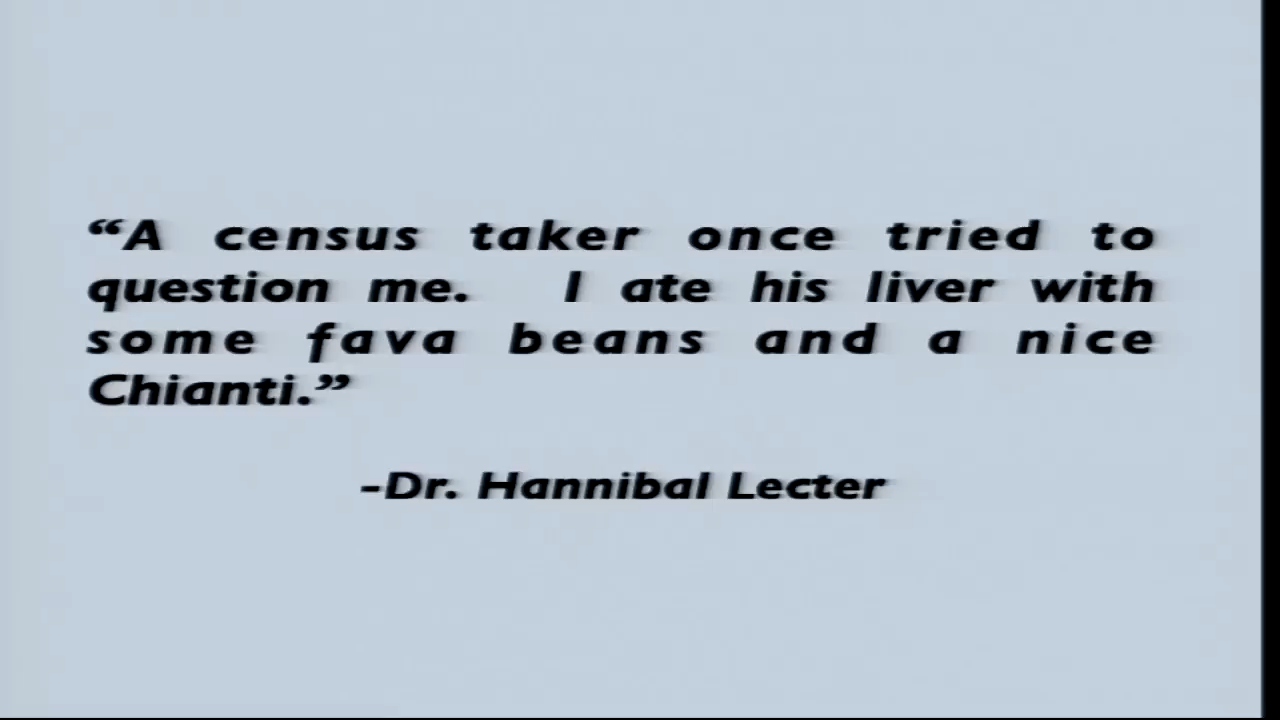 “A census taker once tried to
question me.  I ate his liver with
some fava beans and a nice
Chianti.”
-Dr. Hannibal Lecter